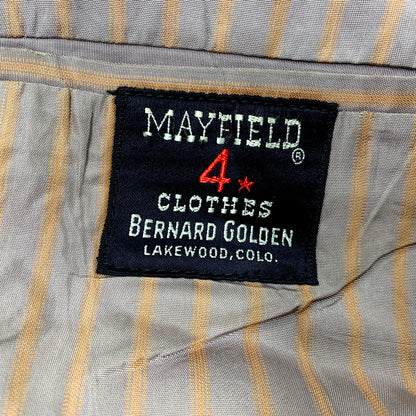 MAYFIELD®
4★
CLOTHES
BERNARD GOLDEN
LAKEWOOD, COLO.